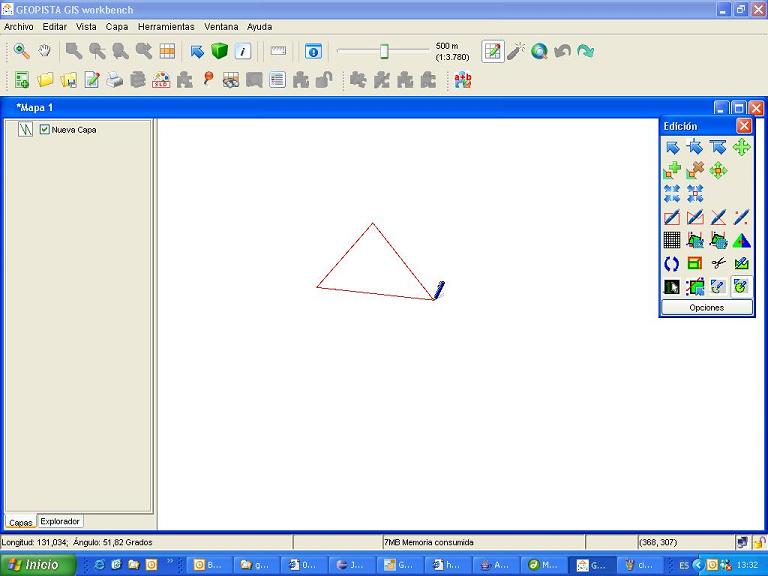 GEOPISTA GIS workbench
Archivo Editar Vista Capa Herramientas Ventana Ayuda
500 m
(1:3.780)
SLD
*Mapa 1
Edición
Nueva Capa
Opciones
Capas Explorador
Longitud: 131,034; Ángulo: 51,82 Grados 7MB Memoria consumida (368, 307)
Inicio B... g... 0... J... G... h... A... M... G... di... ES 13:32